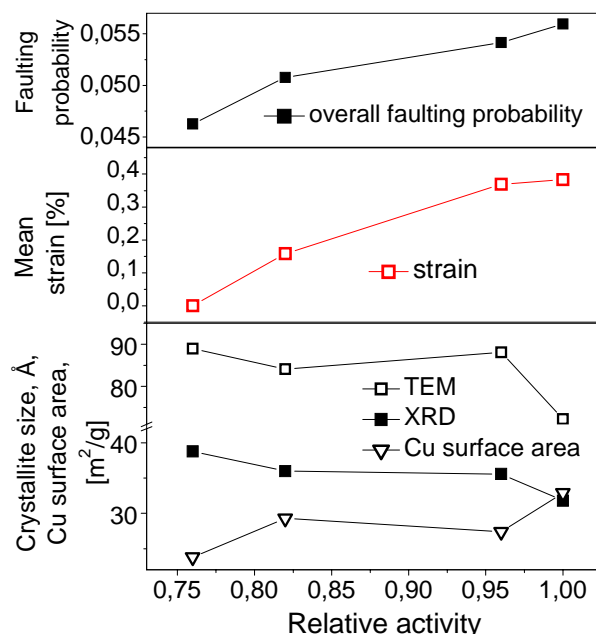 Faulting
probability
0,055
0,050
0,045
overall faulting probability
Mean
strain [%]
0,4
0,3
0,2
0,1
0,0
strain
Crystallite size, Å,
Cu surface area,
[m²/g]
90
80
40
30
TEM
XRD
Cu surface area
0,75 0,80 0,85 0,90 0,95 1,00
Relative activity